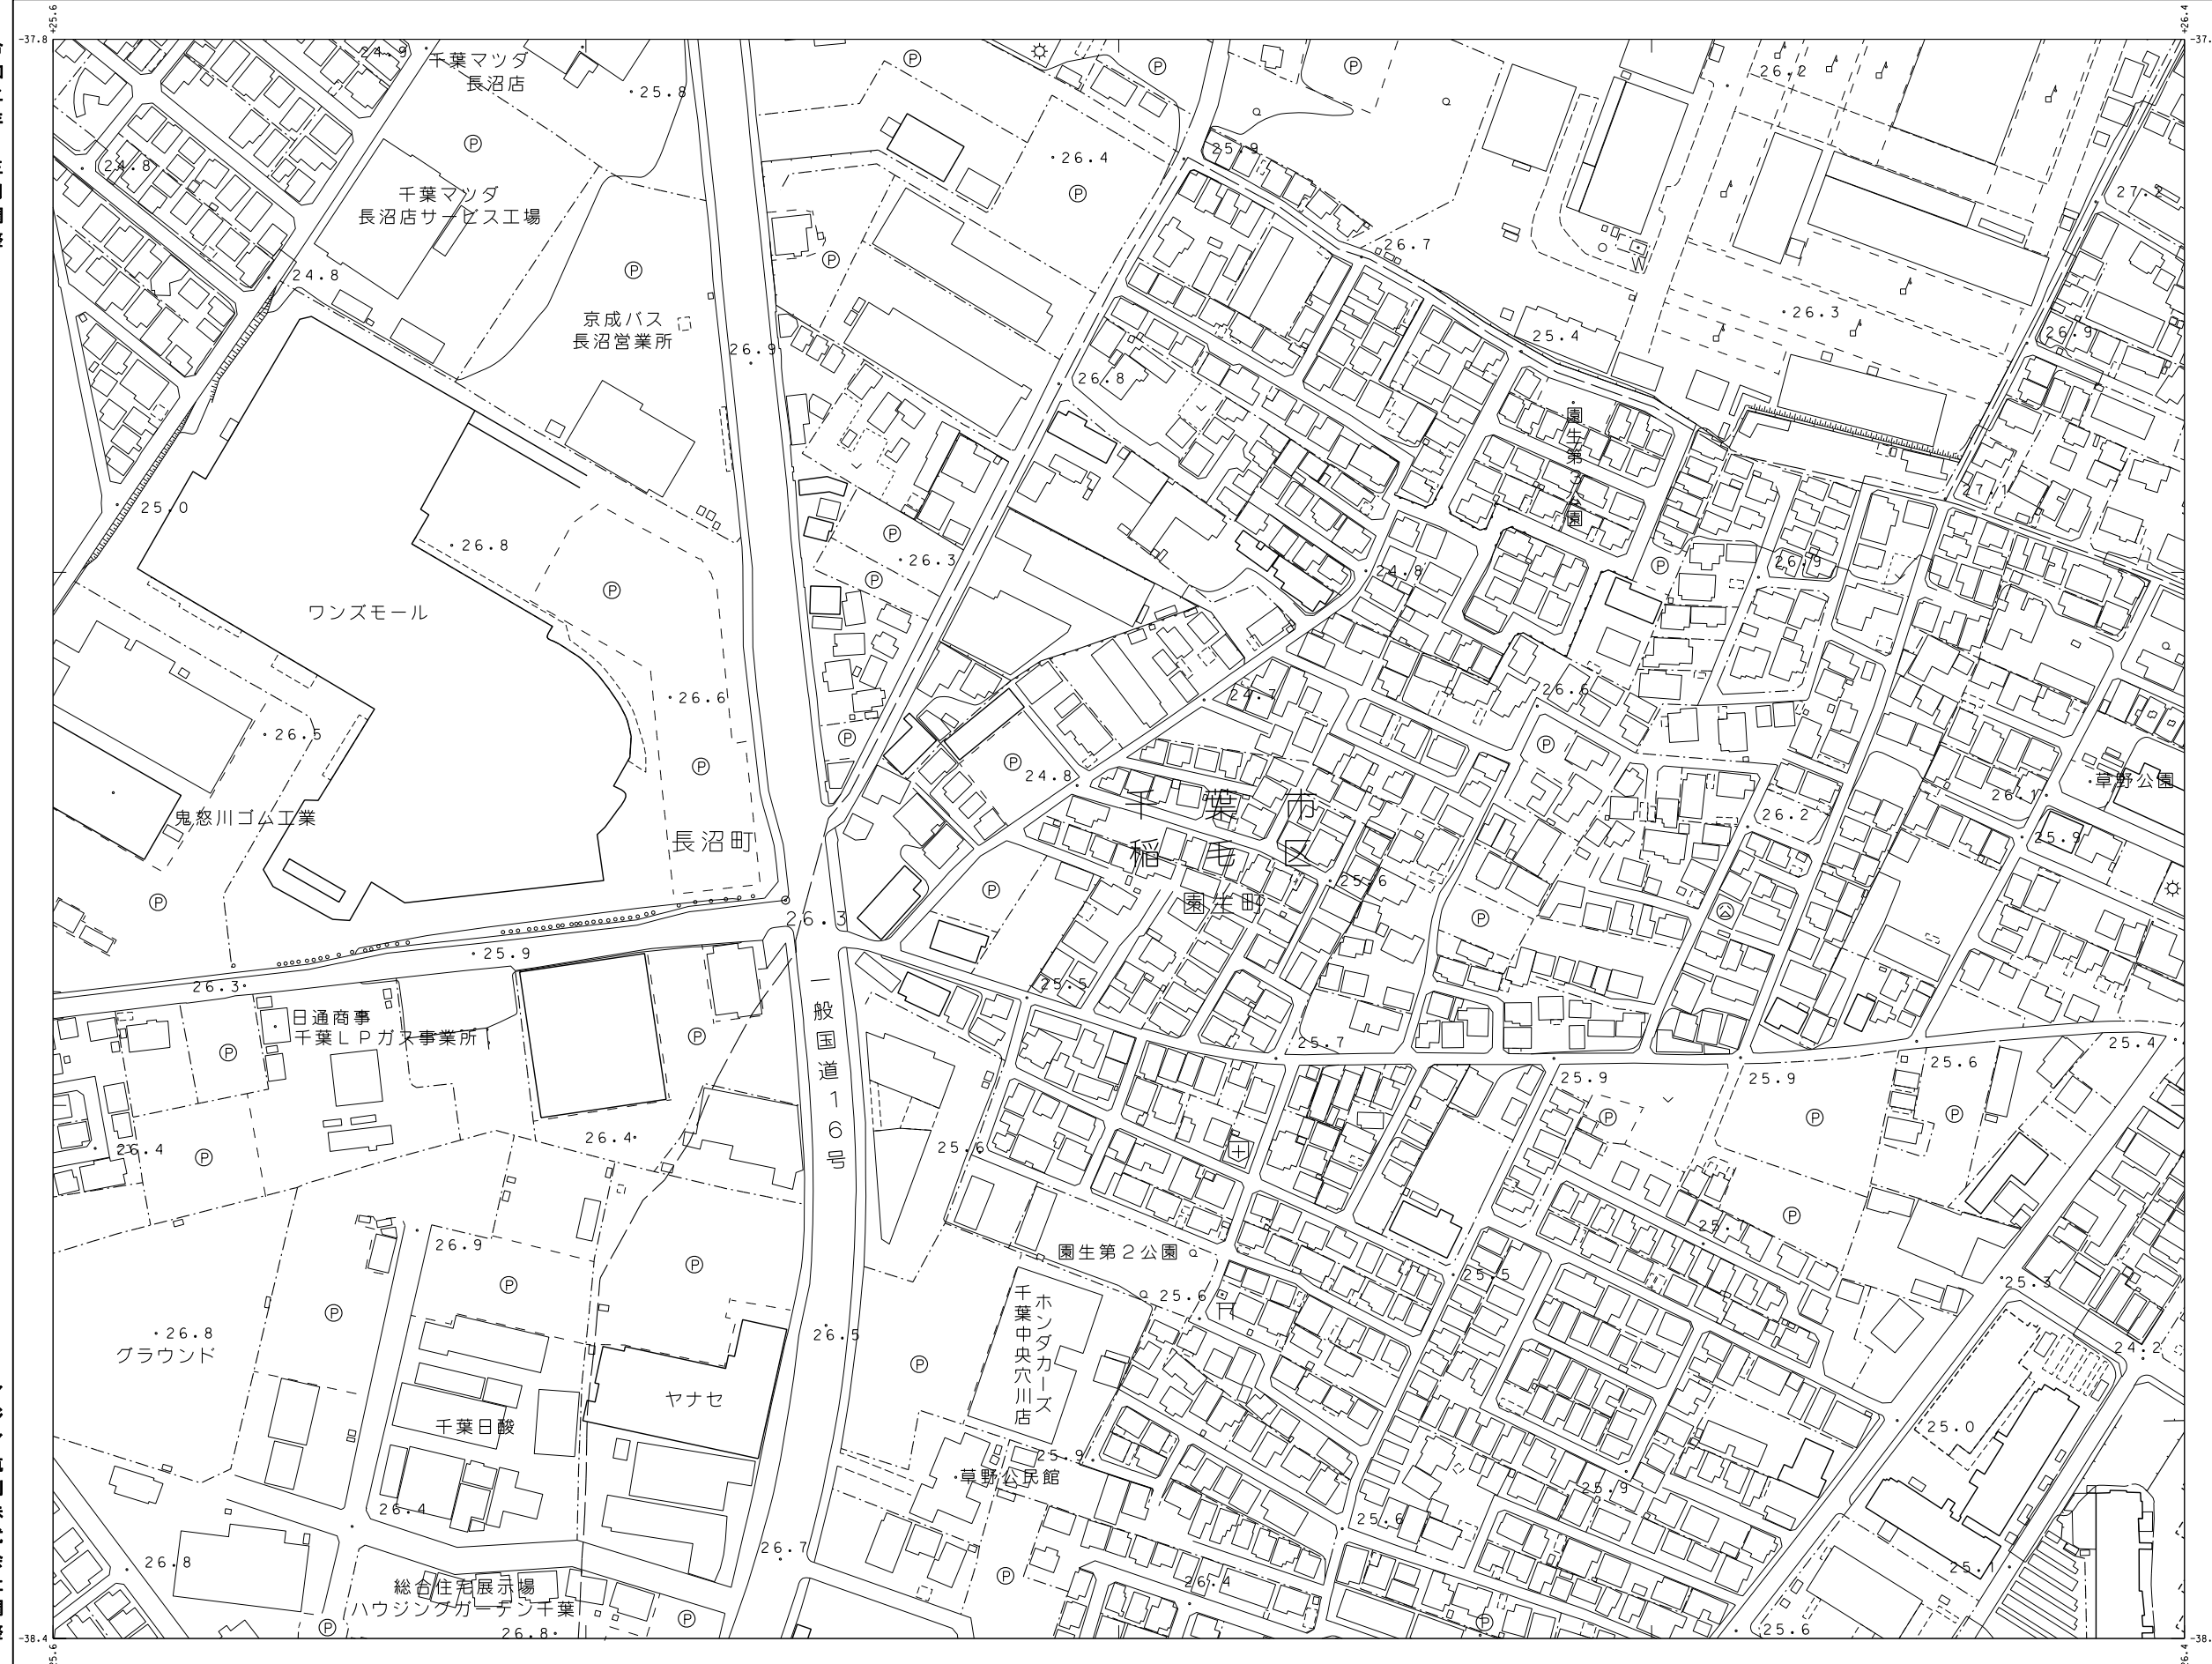 +25.6
+26.4
-37.8
24.9
千葉マツダ
長沼店
25.8
26.2
24.8
26.4
25.9
27.2
千葉マツダ
長沼店サービス工場
24.8
26.7
W
京成バス
長沼営業所
26.9
26.3
25.4
26.9
26.8
園生第3公園
25.0
27.1
26.8
26.3
24.8
26.9
ワンズモール
26.6
24.7
26.6
26.5
24.8
草野公園
26.1
鬼怒川ゴム工業
長沼町
千葉市
稲毛区
26.2
25.9
25.6
園生町
26.3
25.9
26.3
25.5
一般国道16号
日通商事
千葉LPガス事業所
25.7
25.4
25.6
25.9
25.9
26.4
26.4
25.6
25.7
26.9
園生第2公園
25.5
25.3
25.6
ホンダカーズ
千葉中央穴川店
26.8
グラウンド
26.5
24.2
ヤナセ
千葉日酸
25.0
25.9
草野公民館
25.9
26.4
25.6
26.7
26.8
25.1
総合住宅展示場
ハウジングガーデン千葉
26.4
26.8
25.6
-38.4